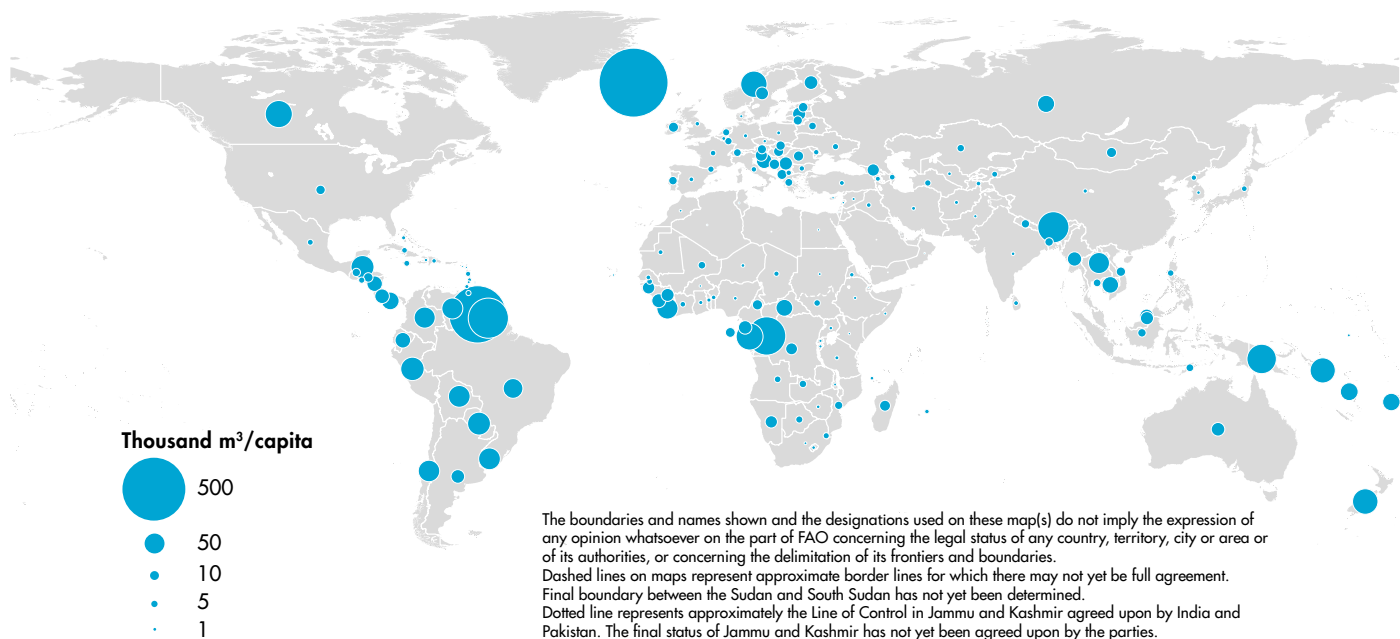 Thousand m³/capita
500
50
10
5
1
The boundaries and names shown and the designations used on these map(s) do not imply the expression of
any opinion whatsoever on the part of FAO concerning the legal status of any country, territory, city or area or
of its authorities, or concerning the delimitation of its frontiers and boundaries.
Dashed lines on maps represent approximate border lines for which there may not yet be full agreement.
Final boundary between the Sudan and South Sudan has not yet been determined.
Dotted line represents approximately the Line of Control in Jammu and Kashmir agreed upon by India and
Pakistan. The final status of Jammu and Kashmir has not yet been agreed upon by the parties.